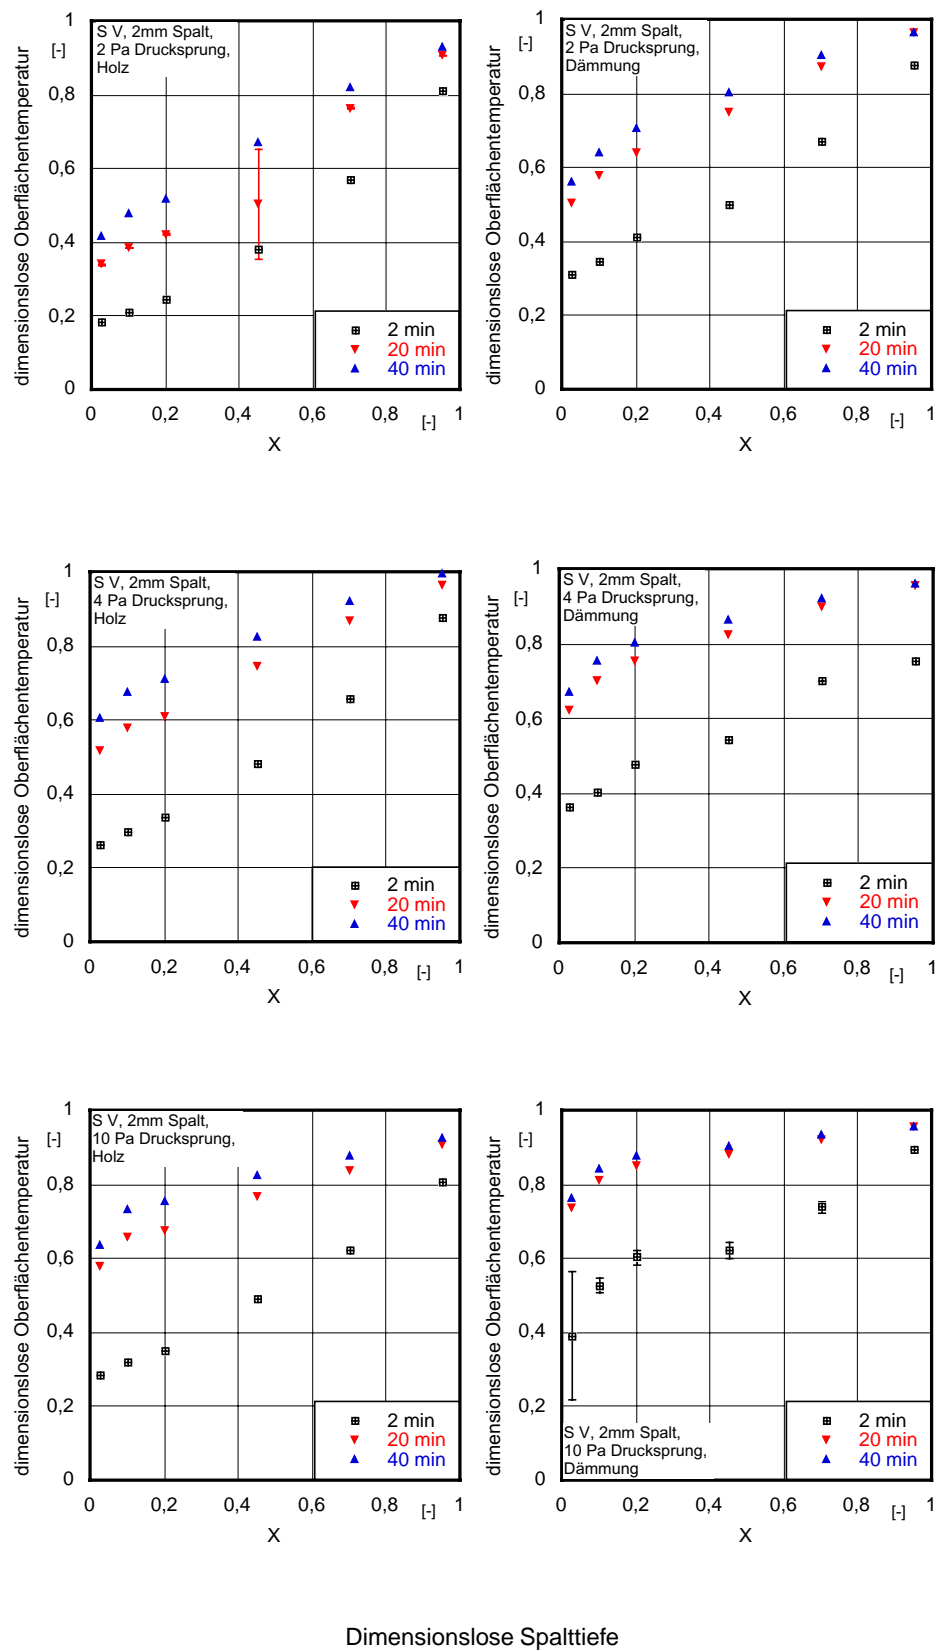 dimensionslose Oberflächentemperatur
[-]
S V, 2mm Spalt,
2 Pa Drucksprung,
Holz
1
0,8
0,6
0,4
0,2
0
2 min
20 min
40 min
0 0,2 0,4 0,6 0,8 1
[-]
X
dimensionslose Oberflächentemperatur
[-]
S V, 2mm Spalt,
2 Pa Drucksprung,
Dämmung
1
0,8
0,6
0,4
0,2
0
2 min
20 min
40 min
0 0,2 0,4 0,6 0,8 1
[-]
X
dimensionslose Oberflächentemperatur
[-]
S V, 2mm Spalt,
4 Pa Drucksprung,
Holz
1
0,8
0,6
0,4
0,2
0
2 min
20 min
40 min
0 0,2 0,4 0,6 0,8 1
[-]
X
dimensionslose Oberflächentemperatur
[-]
S V, 2mm Spalt,
4 Pa Drucksprung,
Dämmung
1
0,8
0,6
0,4
0,2
0
2 min
20 min
40 min
0 0,2 0,4 0,6 0,8 1
[-]
X
dimensionslose Oberflächentemperatur
[-]
S V, 2mm Spalt,
10 Pa Drucksprung,
Holz
1
0,8
0,6
0,4
0,2
0
2 min
20 min
40 min
0 0,2 0,4 0,6 0,8 1
[-]
X
dimensionslose Oberflächentemperatur
[-]
1
0,8
0,6
0,4
0,2
0
S V, 2mm Spalt,
10 Pa Drucksprung,
Dämmung
2 min
20 min
40 min
0 0,2 0,4 0,6 0,8 1
[-]
X
Dimensionslose Spalttiefe